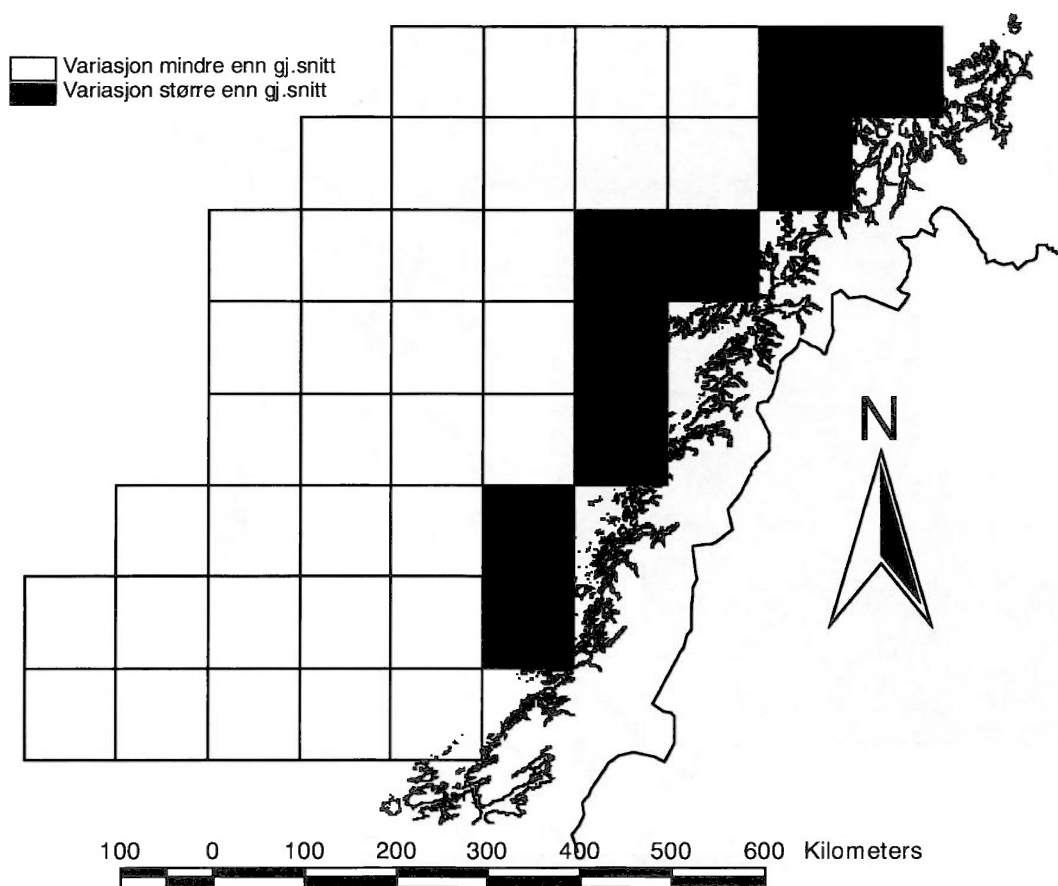 Variasjon mindre enn gj.snitt
Variasjon større enn gj.snitt
N
100 0 100 200 300 400 500 600 Kilometers